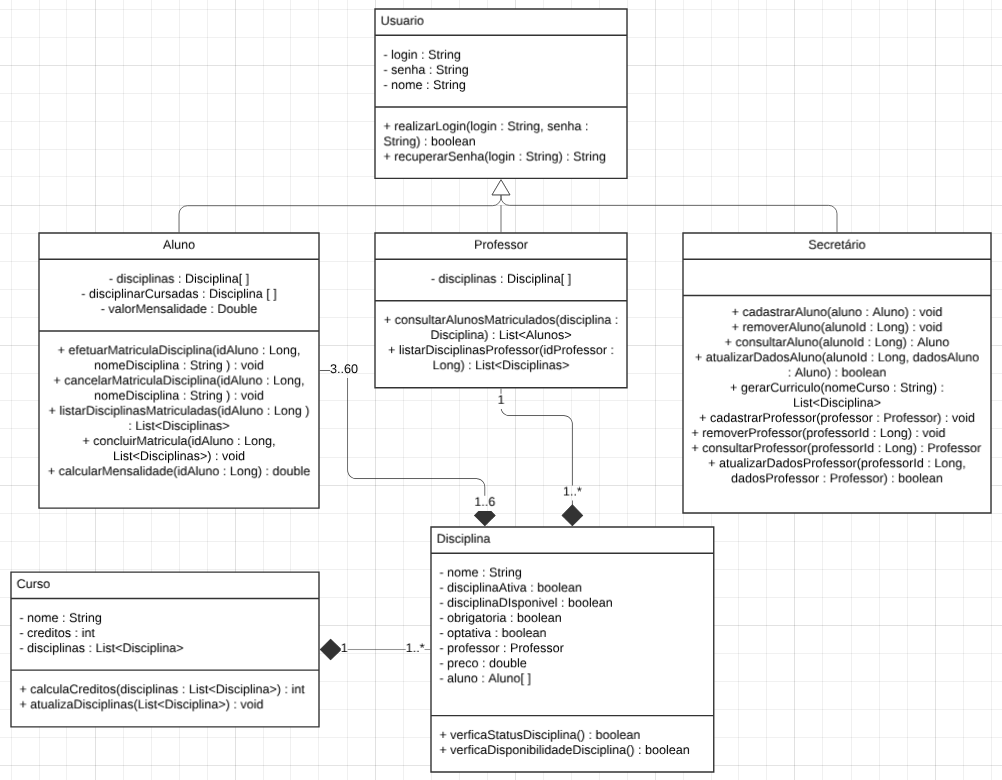 Usuario
- login : String
- senha : String
- nome : String
+ realizarLogin(login : String, senha :
String) : boolean
+ recuperarSenha(login : String) : String
Aluno
- disciplinas : Disciplina[ ]
- disciplinarCursadas : Disciplina [ ]
- valorMensalidade : Double
+ efetuarMatriculaDisciplina(idAluno : Long,
nomeDisciplina : String ) : void
+ cancelarMatriculaDisciplina(idAluno : Long,
nomeDisciplina : String ) : void
+ listarDisciplinasMatriculadas(idAluno : Long )
: List<Disciplinas>
+ concluirMatricula(idAluno : Long,
List<Disciplinas>) : void
+ calcularMensalidade(idAluno : Long) : double
Professor
- disciplinas : Disciplina[ ]
+ consultarAlunosMatriculados(disciplina :
Disciplina) : List<Alunos>
+ listarDisciplinasProfessor(idProfessor :
Long) : List<Disciplinas>
Secretário
+ cadastrarAluno(aluno : Aluno) : void
+ removerAluno(alunoId : Long) : void
+ consultarAluno(alunoId : Long) : Aluno
+ atualizarDadosAluno(alunoId : Long, dadosAluno
: Aluno) : boolean
+ gerarCurriculo(nomeCurso : String) :
List<Disciplina>
+ cadastrarProfessor(professor : Professor) : void
+ removerProfessor(professorId : Long) : void
+ consultarProfessor(professorId : Long) : Professor
+ atualizarDadosProfessor(professorId : Long,
dadosProfessor : Professor) : boolean
3..60
1
1..6
1..*
Disciplina
- nome : String
- disciplinaAtiva : boolean
- disciplinaDIsponivel : boolean
- obrigatoria : boolean
- optativa : boolean
- professor : Professor
- preco : double
- aluno : Aluno[ ]
+ verficaStatusDisciplina() : boolean
+ verficaDisponibilidadeDisciplina() : boolean
Curso
- nome : String
- creditos : int
- disciplinas : List<Disciplina>
+ calculaCreditos(disciplinas : List<Disciplina>) : int
+ atualizaDisciplinas(List<Disciplina>) : void
1
1..*